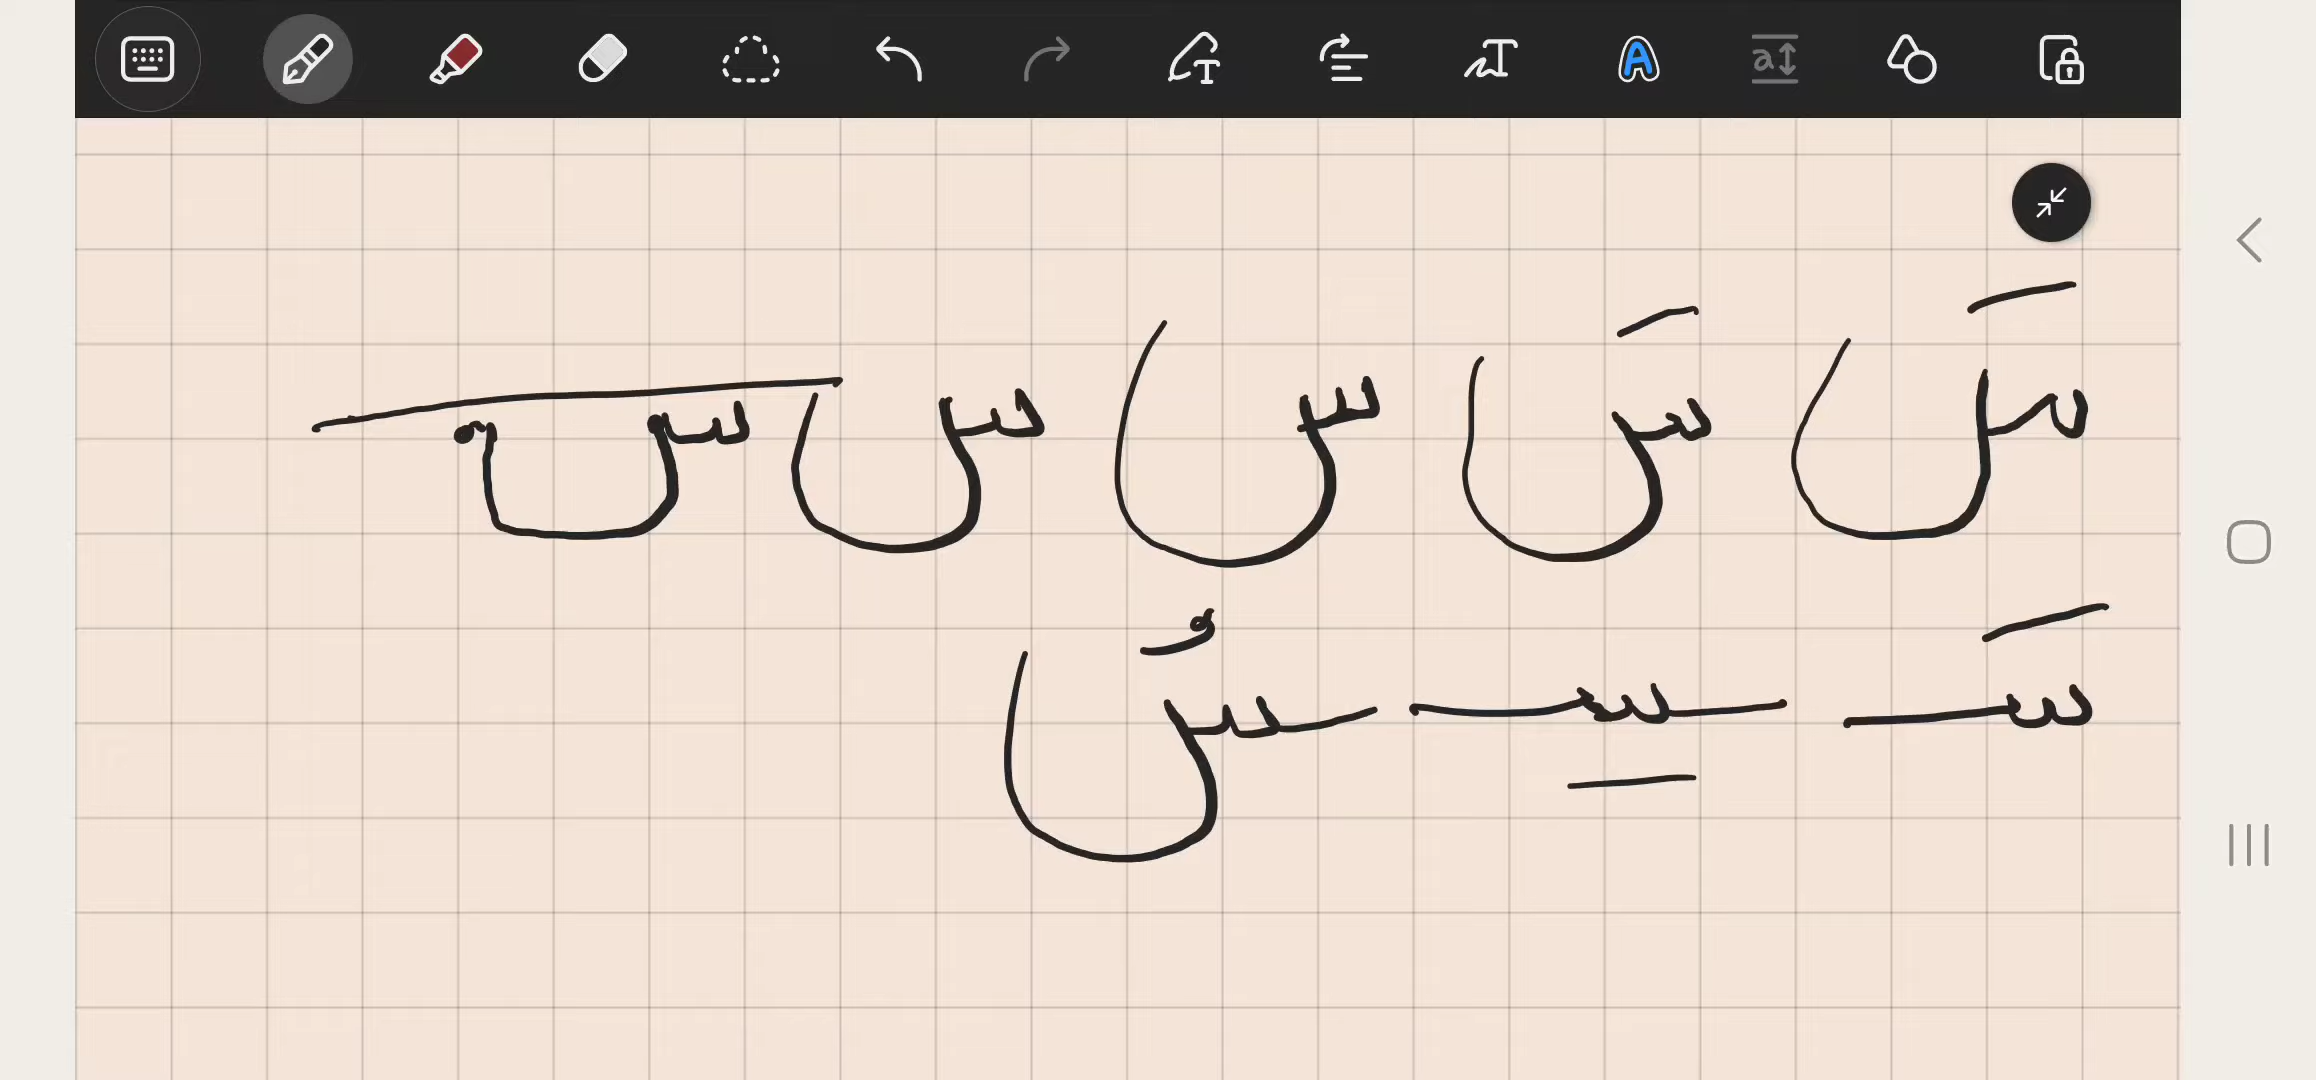 سَ سَ س س س
سَـ ـسِـ ـسُ